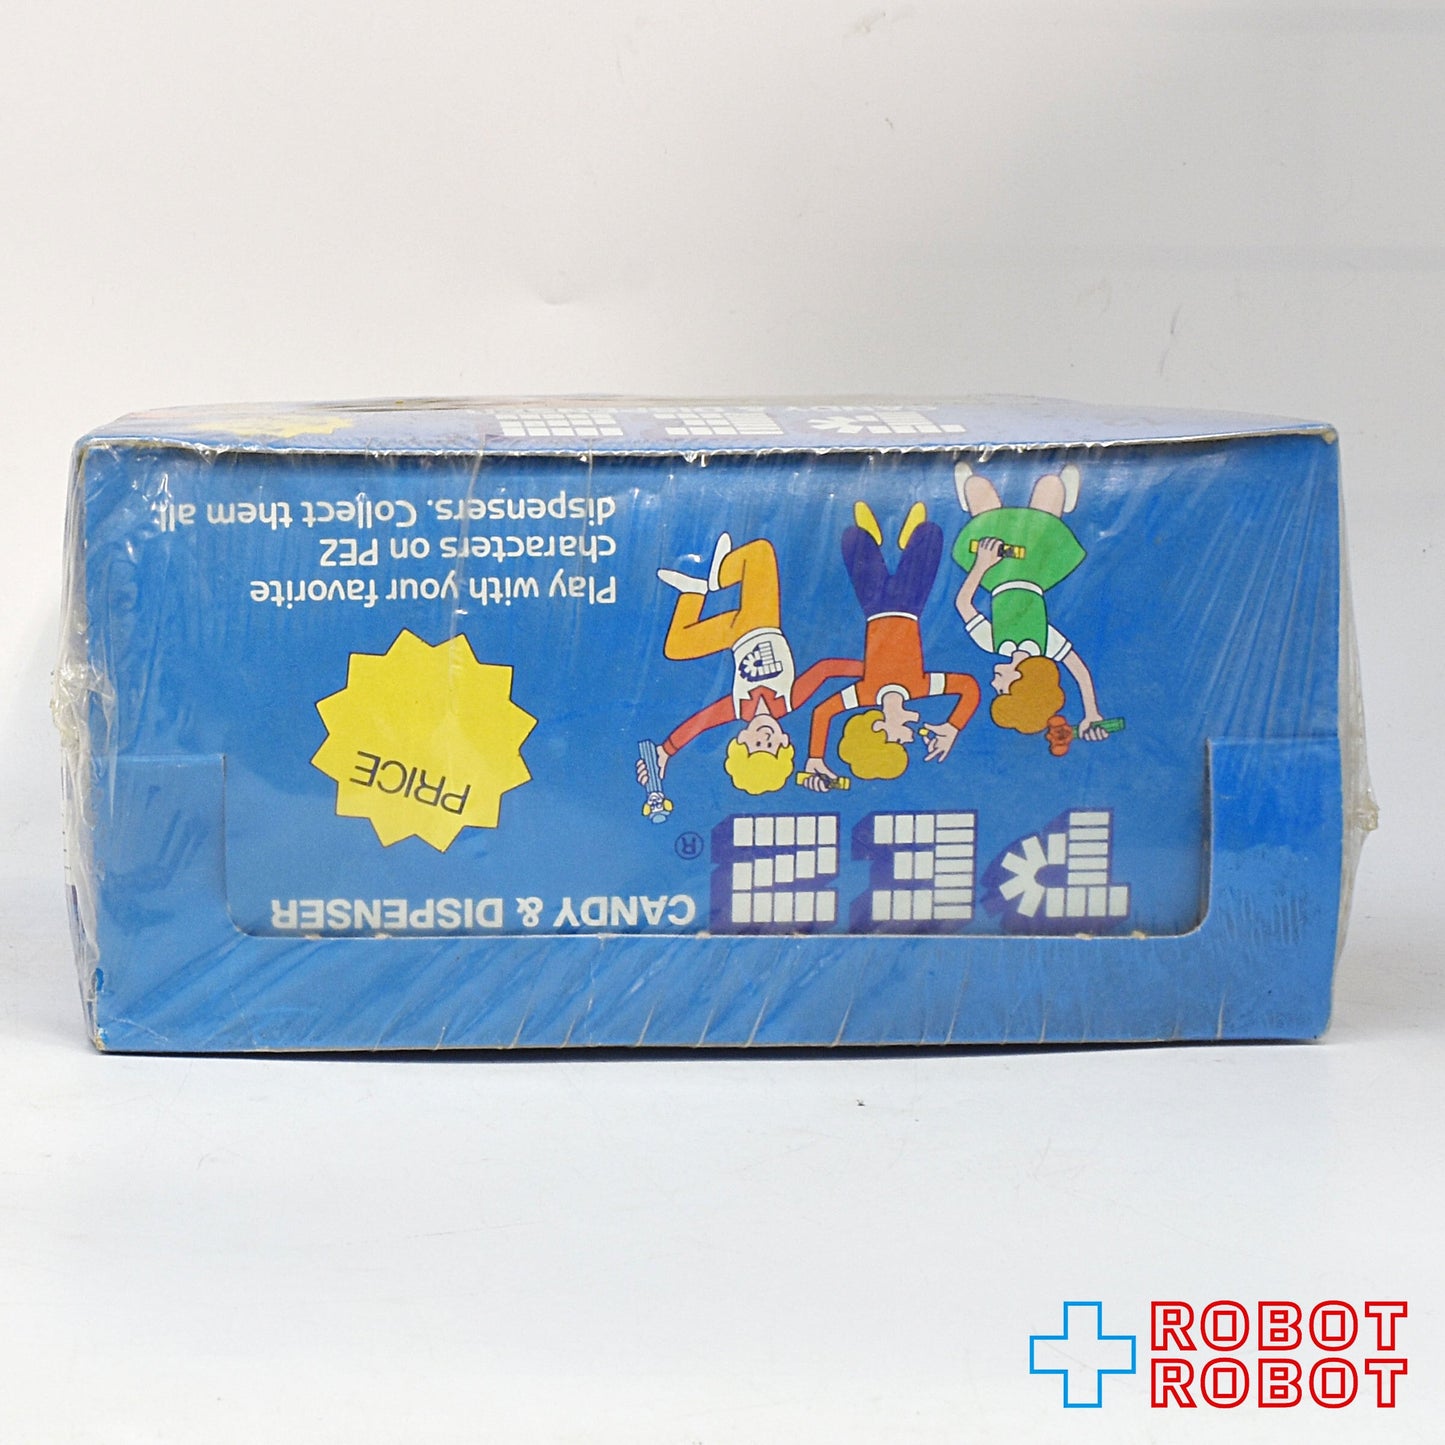 PEZ®
CANDY & DISPENSER
PRICE
Play with your favorite
characters on PEZ
dispensers. Collect them all.
ROBOT
ROBOT